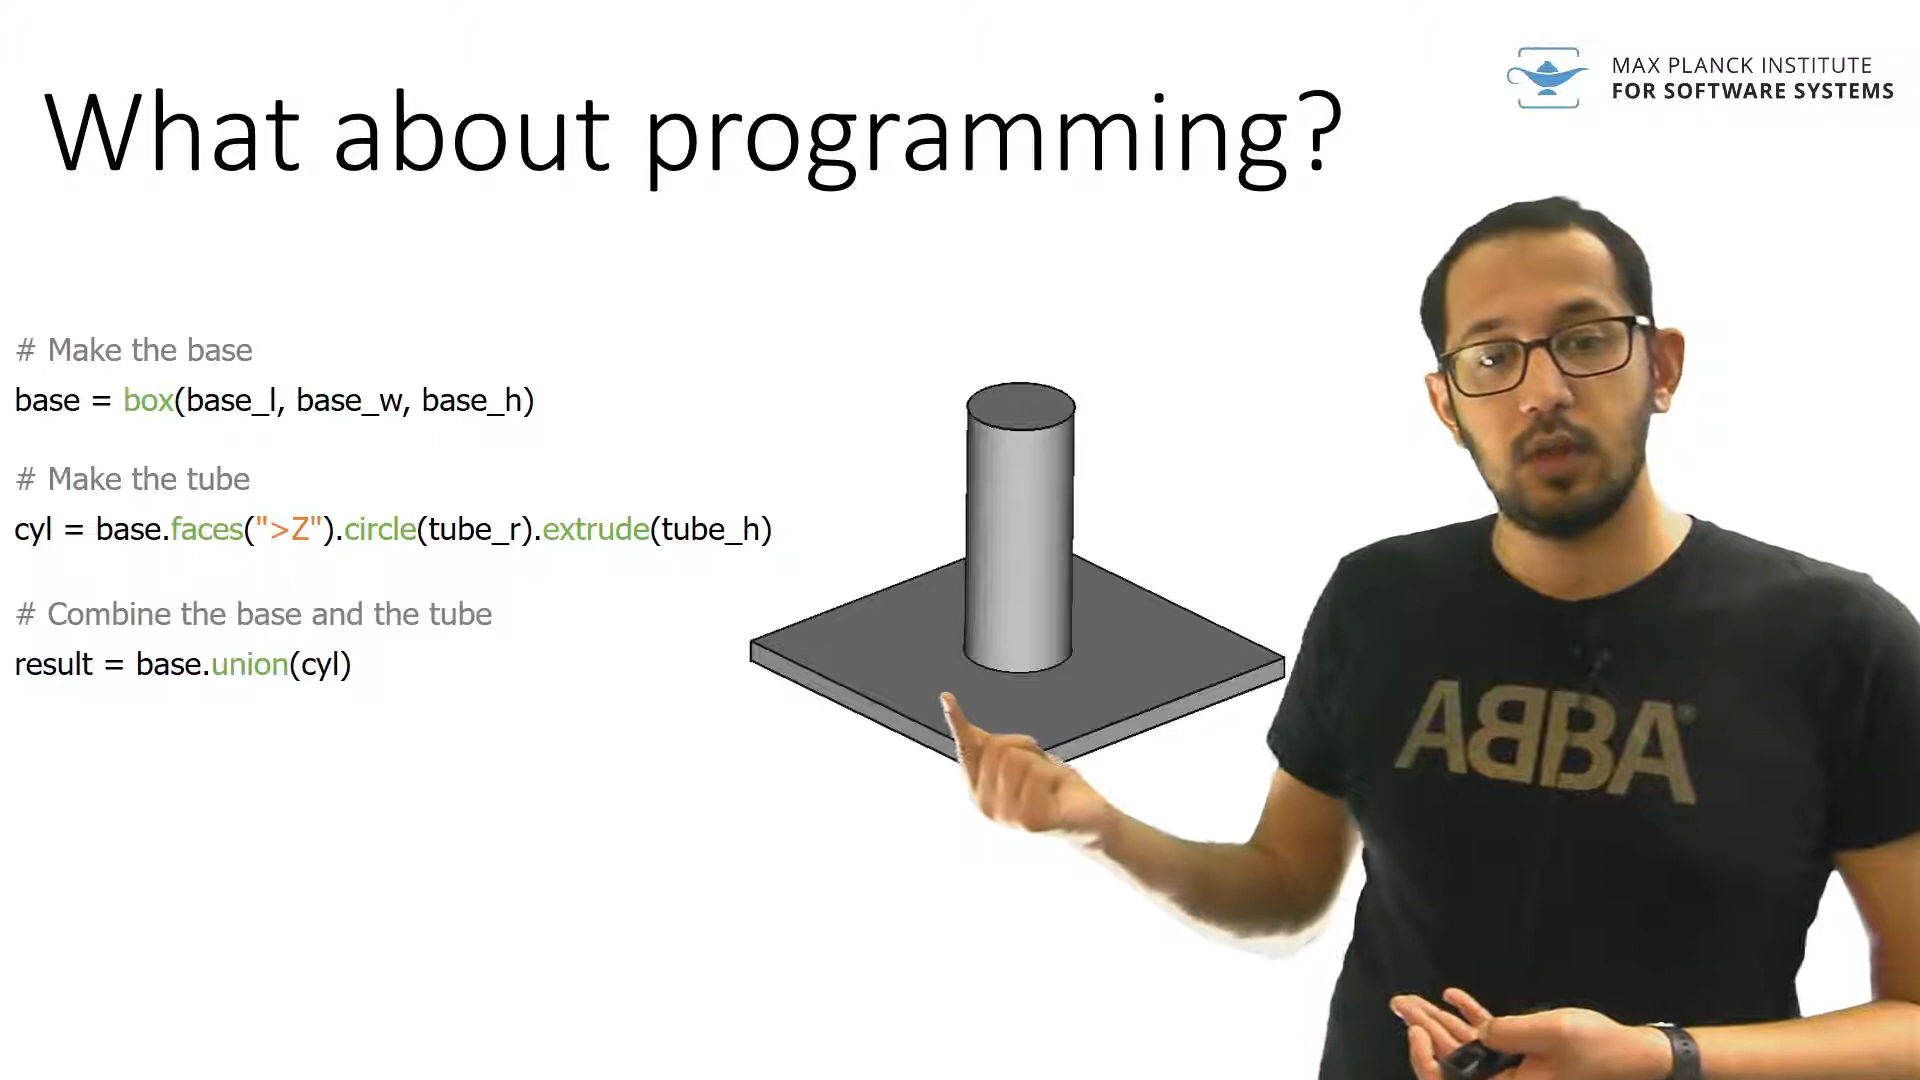 What about programming?
MAX PLANCK INSTITUTE
FOR SOFTWARE SYSTEMS
# Make the base
base = box(base_l, base_w, base_h)
# Make the tube
cyl = base.faces(">Z").circle(tube_r).extrude(tube_h)
# Combine the base and the tube
result = base.union(cyl)
ABBA®